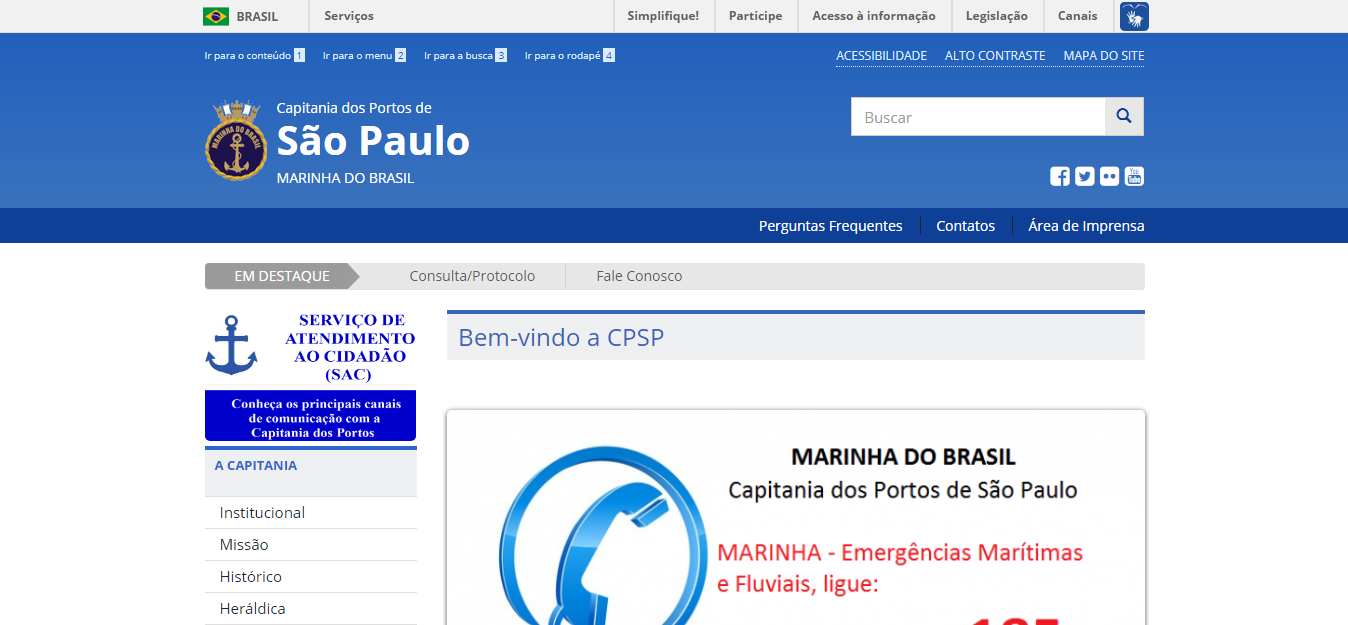 BRASIL
Serviços
Simplifique!
Participe
Acesso à informação
Legislação
Canais
Ir para o conteúdo 1
Ir para o menu 2
Ir para a busca 3
Ir para o rodapé 4
ACESSIBILIDADE
ALTO CONTRASTE
MAPA DO SITE
MARINHA DO BRASIL
Capitania dos Portos de
São Paulo
MARINHA DO BRASIL
Buscar
You
Tube
Perguntas Frequentes
Contatos
Área de Imprensa
EM DESTAQUE
Consulta/Protocolo
Fale Conosco
SERVIÇO DE
ATENDIMENTO
AO CIDADÃO
(SAC)
Conheça os principais canais
de comunicação com a
Capitania dos Portos
A CAPITANIA
Institucional
Missão
Histórico
Heráldica
Bem-vindo a CPSP
MARINHA DO BRASIL
Capitania dos Portos de São Paulo
MARINHA - Emergências Marítimas
e Fluviais, ligue: